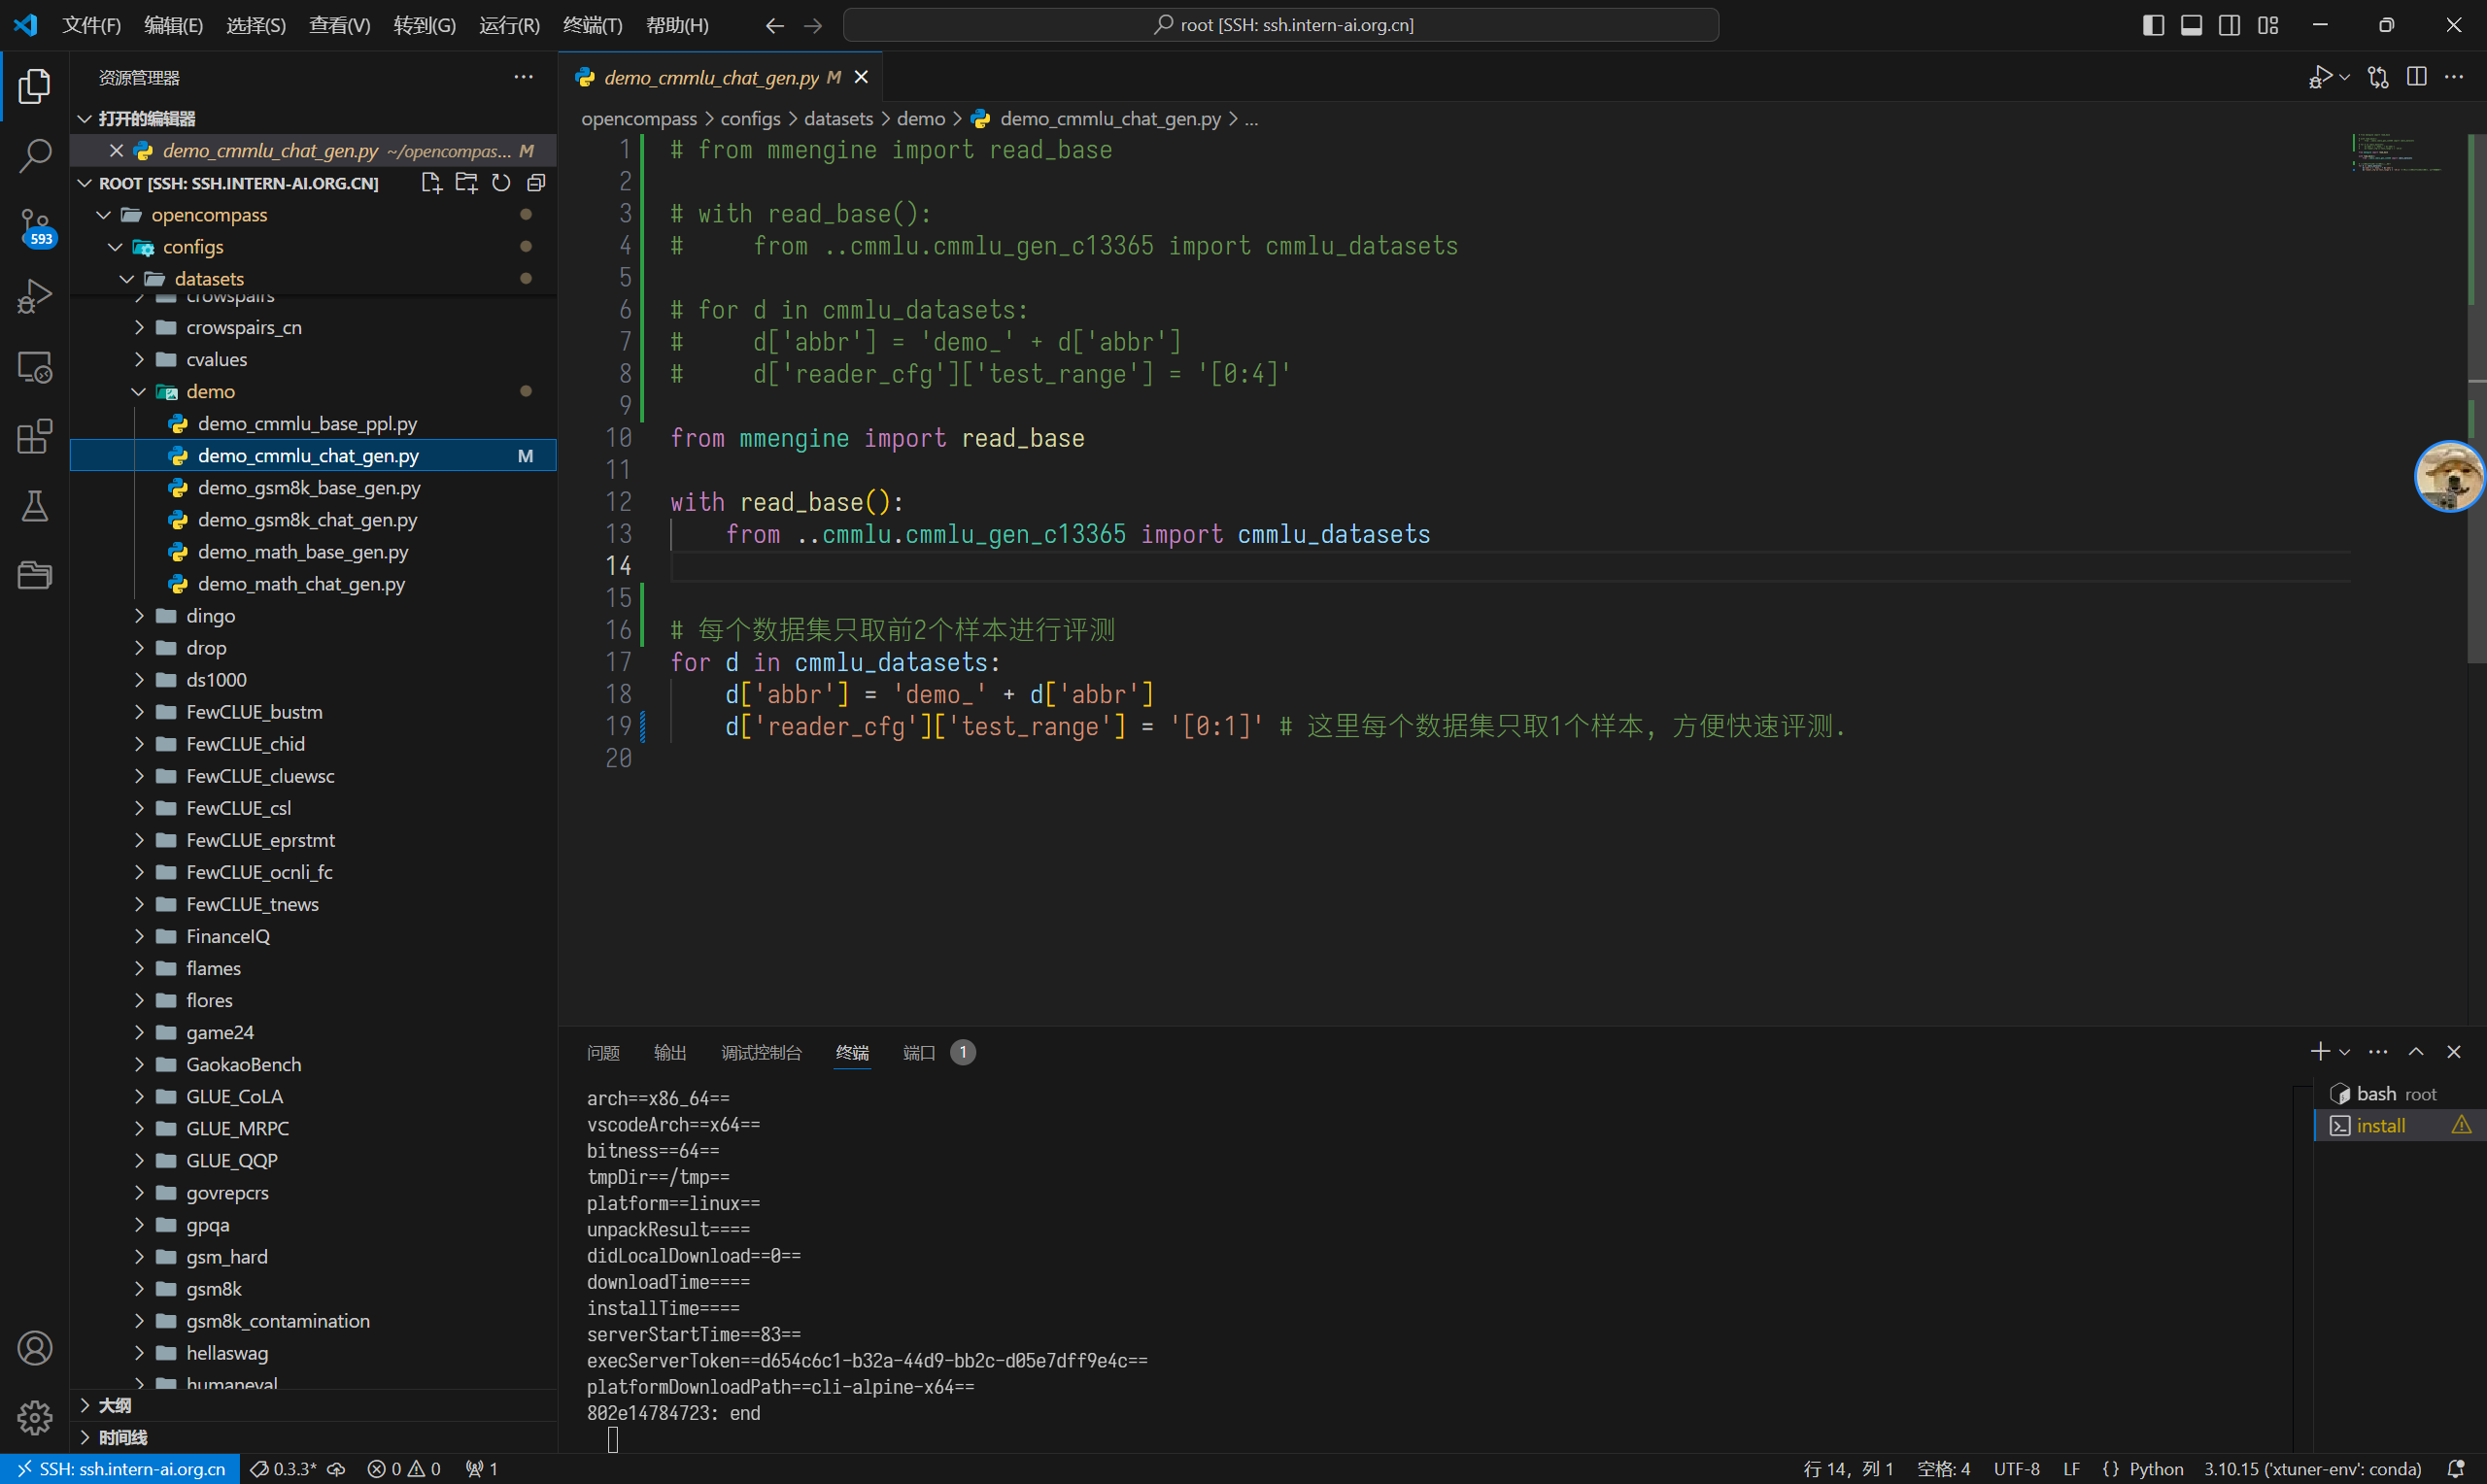 文件(F) 编辑(E) 选择(S) 查看(V) 转到(G) 运行(R) 终端(T) 帮助(H)
root [SSH: ssh.intern-ai.org.cn]
资源管理器
打开的编辑器
demo_cmmlu_chat_gen.py ~/opencompas... M
ROOT [SSH: SSH.INTERN-AI.ORG.CN]
593
opencompass
configs
datasets
crowspairs
crowspairs_cn
cvalues
demo
demo_cmmlu_base_ppl.py
demo_cmmlu_chat_gen.py M
demo_gsm8k_base_gen.py
demo_gsm8k_chat_gen.py
demo_math_base_gen.py
demo_math_chat_gen.py
dingo
drop
ds1000
FewCLUE_bustm
FewCLUE_chid
FewCLUE_cluewsc
FewCLUE_csl
FewCLUE_eprstmt
FewCLUE_ocnli_fc
FewCLUE_tnews
FinanceIQ
flames
flores
game24
GaokaoBench
GLUE_CoLA
GLUE_MRPC
GLUE_QQP
govrepcrs
gpqa
gsm_hard
gsm8k
gsm8k_contamination
hellaswag
humaneval
大纲
时间线
demo_cmmlu_chat_gen.py M
opencompass > configs > datasets > demo > demo_cmmlu_chat_gen.py > ...
1 # from mmengine import read_base
2
3 # with read_base():
4 #     from ..cmmlu.cmmlu_gen_c13365 import cmmlu_datasets
5
6 # for d in cmmlu_datasets:
7 #     d['abbr'] = 'demo_' + d['abbr']
8 #     d['reader_cfg']['test_range'] = '[0:4]'
9
10 from mmengine import read_base
11
12 with read_base():
13     from ..cmmlu.cmmlu_gen_c13365 import cmmlu_datasets
14
15
16 # 每个数据集只取前2个样本进行评测
17 for d in cmmlu_datasets:
18     d['abbr'] = 'demo_' + d['abbr']
19     d['reader_cfg']['test_range'] = '[0:1]' # 这里每个数据集只取1个样本, 方便快速评测.
20
问题 输出 调试控制台 终端 端口 1
arch==x86_64==
vscodeArch==x64==
bitness==64==
tmpDir==/tmp==
platform==linux==
unpackResult====
didLocalDownload==0==
downloadTime====
installTime====
serverStartTime==83==
execServerToken==d654c6c1-b32a-44d9-bb2c-d05e7dff9e4c==
platformDownloadPath==cli-alpine-x64==
802e14784723: end
bash root
install
SSH: ssh.intern-ai.org.cn 0.3.3* 0 0 1 行 14, 列 1 空格: 4 UTF-8 LF {} Python 3.10.15 ('xtuner-env': conda)